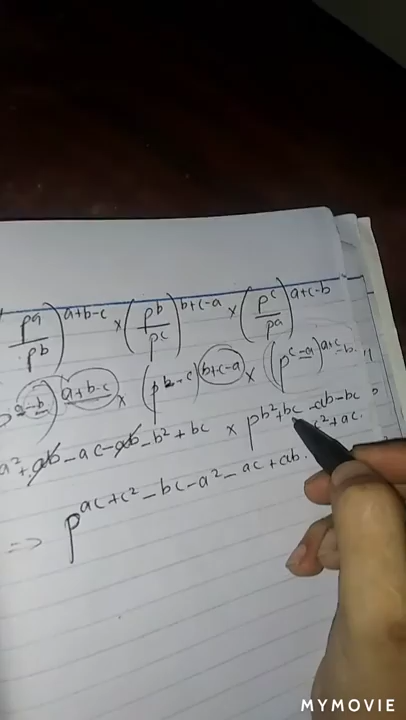 (p^a/p^b)^a+b-c × (p^b/p^c)^b+c-a × (p^c/p^a)^a+c-b
a-b)^a+b-c × (p^b-c)^(b+c-a) × (p^c-a)^a+c-b
a²+ab-ac-ab-b²+bc × p^b²+bc-ab-bc
c²+ac.
=> p^ac+c²-bc-a²-ac+ab.
MYMOVIE